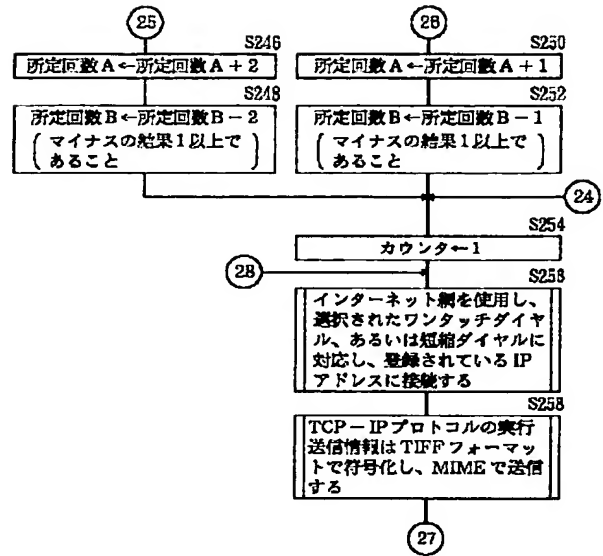 25
26
S246
所定回数A←所定回数A+2
S250
所定回数A←所定回数A+1
S248
所定回数B←所定回数B-2
(マイナスの結果1以上で
あること)
S252
所定回数B←所定回数B-1
(マイナスの結果1以上で
あること)
24
S254
カウンタ←1
28
S256
インターネット網を使用し、
選択されたワンタッチダイヤ
ル、あるいは短縮ダイヤルに
対応し、登録されているIP
アドレスに接続する
S258
TCP-IPプロトコルの実行
送信情報はTIFFフォーマッ
トで符号化し、MIMEで送信
する
27